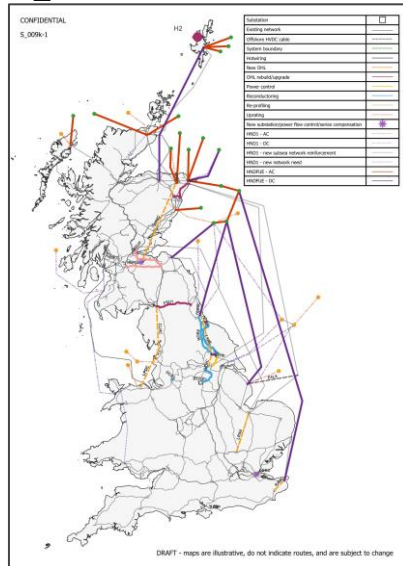 CONFIDENTIAL
S_009k-1
H2
Substation
Existing network
Offshore HVDC cable
System boundary
Hotwiring
New OHL
OHL rebuild/upgrade
Power control
Reconductoring
Re-profiling
Uprating
New substation/power flow control/series compensation
HND1 - AC
HND1 - DC
HND1 - new subsea network reinforcement
HND1 - new network need
HNDFUE - AC
HNDFUE - DC
DRAFT - maps are illustrative, do not indicate routes, and are subject to change